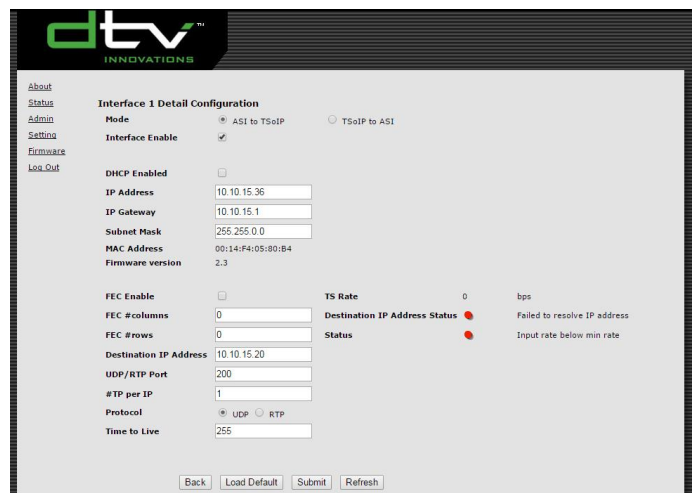 dtv™
INNOVATIONS
About
Status
Admin
Setting
Firmware
Log Out
Interface 1 Detail Configuration
Mode ASI to TSoIP TSoIP to ASI
Interface Enable
DHCP Enabled
IP Address 10.10.15.36
IP Gateway 10.10.15.1
Subnet Mask 255.255.0.0
MAC Address 00:14:F4:05:80:B4
Firmware version 2.3
FEC Enable TS Rate 0 bps
FEC #columns 0 Destination IP Address Status Failed to resolve IP address
FEC #rows 0 Status Input rate below min rate
Destination IP Address 10.10.15.20
UDP/RTP Port 200
#TP per IP 1
Protocol UDP RTP
Time to Live 255
Back Load Default Submit Refresh